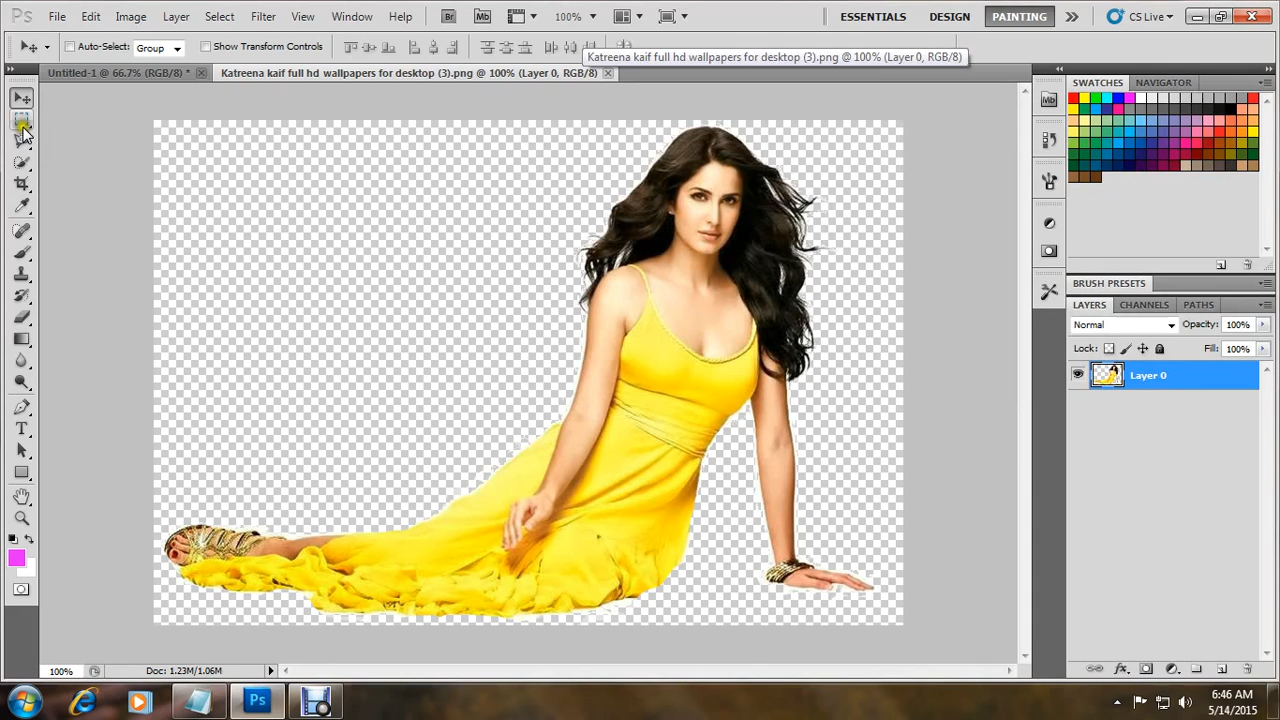 Ps File Edit Image Layer Select Filter View Window Help Br Mb 100% ESSENTIALS DESIGN PAINTING CS Live
Auto-Select: Group Show Transform Controls
Katreena kaif full hd wallpapers for desktop (3).png @ 100% (Layer 0, RGB/8)
Untitled-1 @ 66.7% (RGB/8) * Katreena kaif full hd wallpapers for desktop (3).png @ 100% (Layer 0, RGB/8)
SWATCHES NAVIGATOR
Mb
BRUSH PRESETS
LAYERS CHANNELS PATHS
Normal Opacity: 100%
Lock: Fill: 100%
Layer 0
T
100% Doc: 1.23M/1.06M
Ps
6:46 AM
5/14/2015